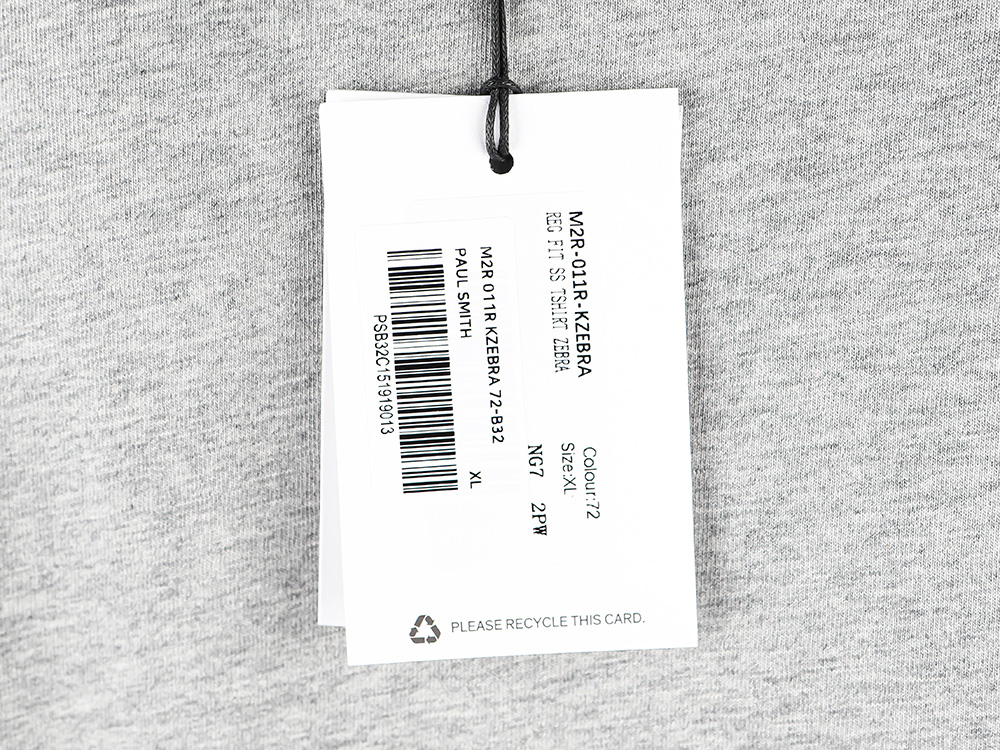 M2R-011R-KZEBRA
REG FIT SS TSHIRT ZEBRA
Colour:72
Size:XL
NG7 2PW
M2R 011R KZEBRA 72-B32
PAUL SMITH
XL
PSB32C151919013
PLEASE RECYCLE THIS CARD.